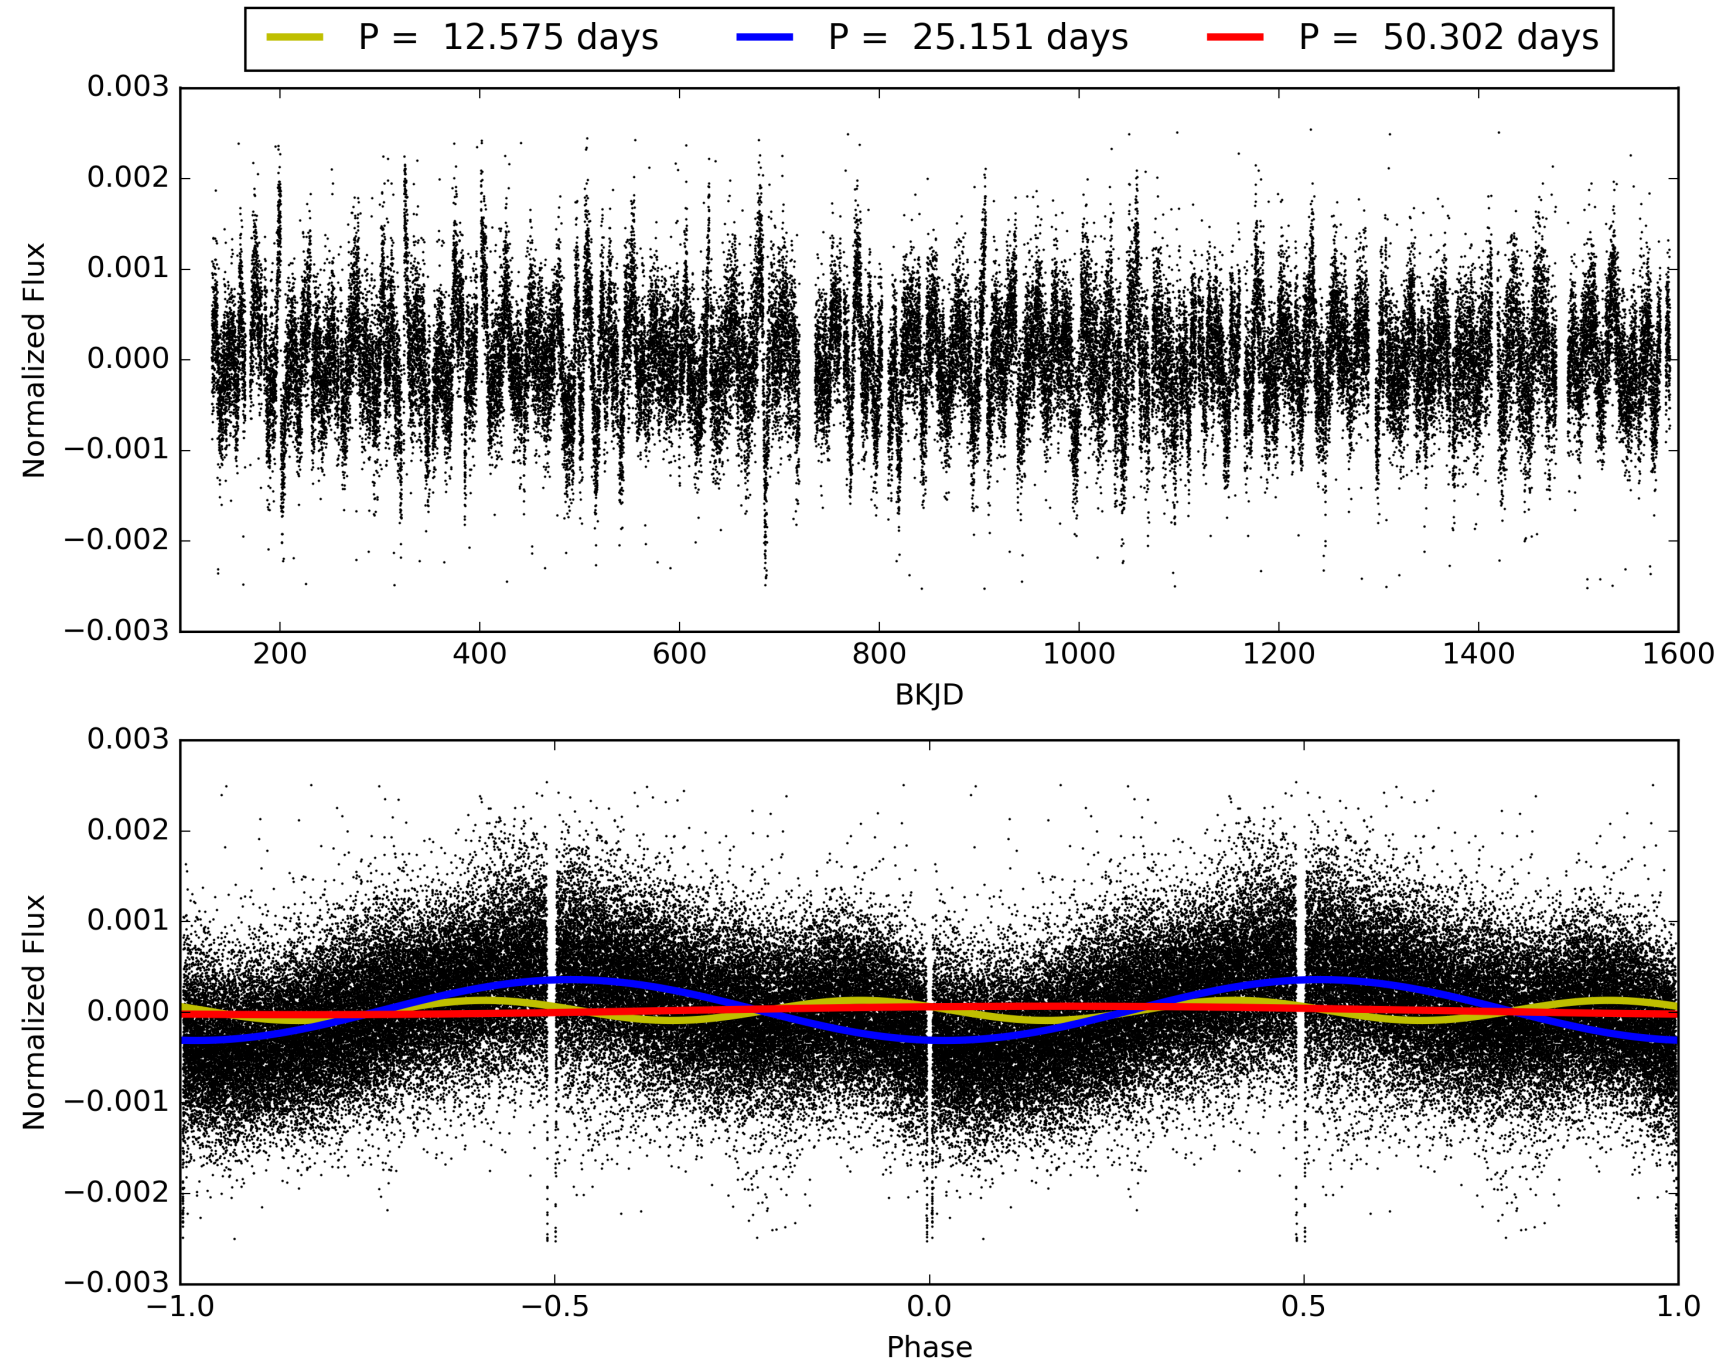 P =  12.575 days P =  25.151 days P =  50.302 days
0.003
0.002
0.001
0.000
−0.001
−0.002
−0.003
Normalized Flux
200 400 600 800 1000 1200 1400 1600
BKJD
0.003
0.002
0.001
0.000
−0.001
−0.002
−0.003
Normalized Flux
−1.0 −0.5 0.0 0.5 1.0
Phase